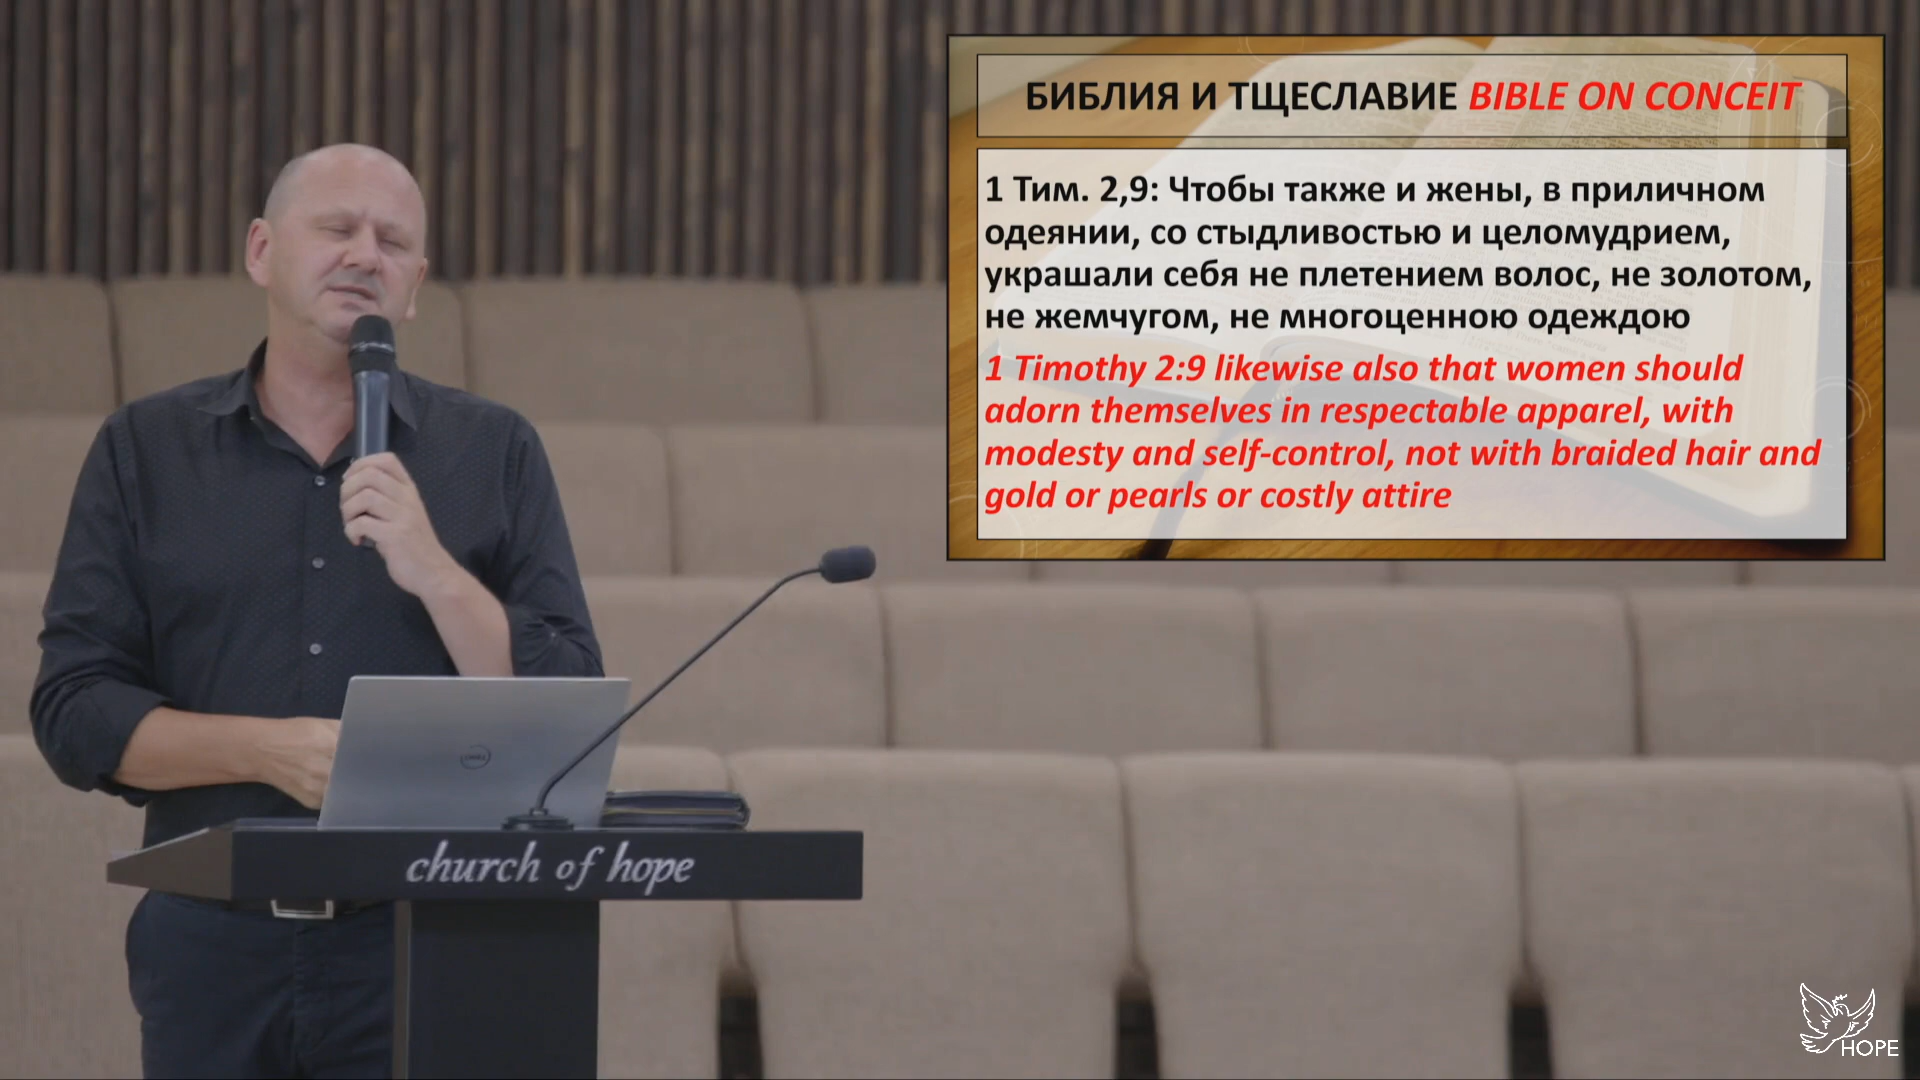 БИБЛИЯ И ТЩЕСЛАВИЕ BIBLE ON CONCEIT
1 Тим. 2,9: Чтобы также и жены, в приличном
одеянии, со стыдливостью и целомудрием,
украшали себя не плетением волос, не золотом,
не жемчугом, не многоценною одеждою
1 Timothy 2:9 likewise also that women should
adorn themselves in respectable apparel, with
modesty and self-control, not with braided hair and
gold or pearls or costly attire
DELL
church of hope
HOPE